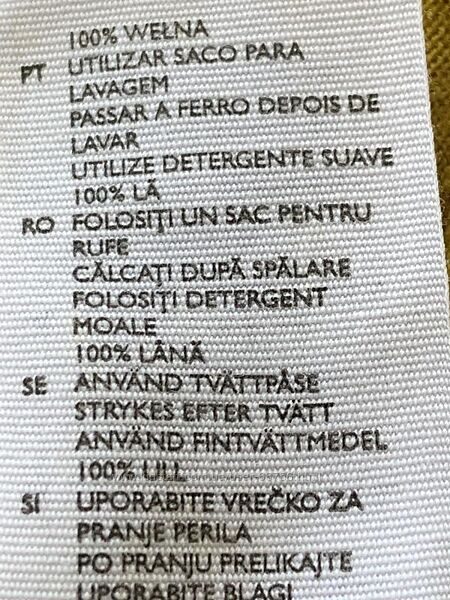 100% WEŁNA
PT UTILIZAR SACO PARA
LAVAGEM
PASSAR A FERRO DEPOIS DE
LAVAR
UTILIZE DETERGENTE SUAVE
100% LÃ
RO FOLOSIŢI UN SAC PENTRU
RUFE
CĂLCAŢI DUPĂ SPĂLARE
FOLOSIŢI DETERGENT
MOALE
100% LÂNĂ
SE ANVÄND TVÄTTPÅSE
STRYKES EFTER TVÄTT
ANVÄND FINTVÄTTMEDEL
100% ULL
SI UPORABITE VREČKO ZA
PRANJE PERILA
PO PRANJU PRELIKAJTE
UPORABITE BLAGI